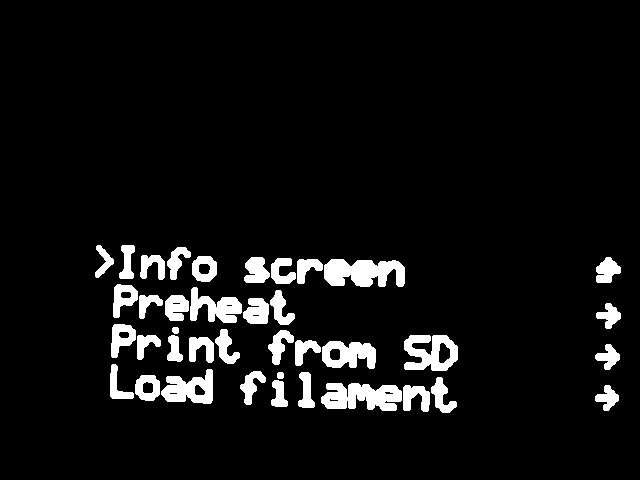 >Info screen ↑
Preheat →
Print from SD →
Load filament →